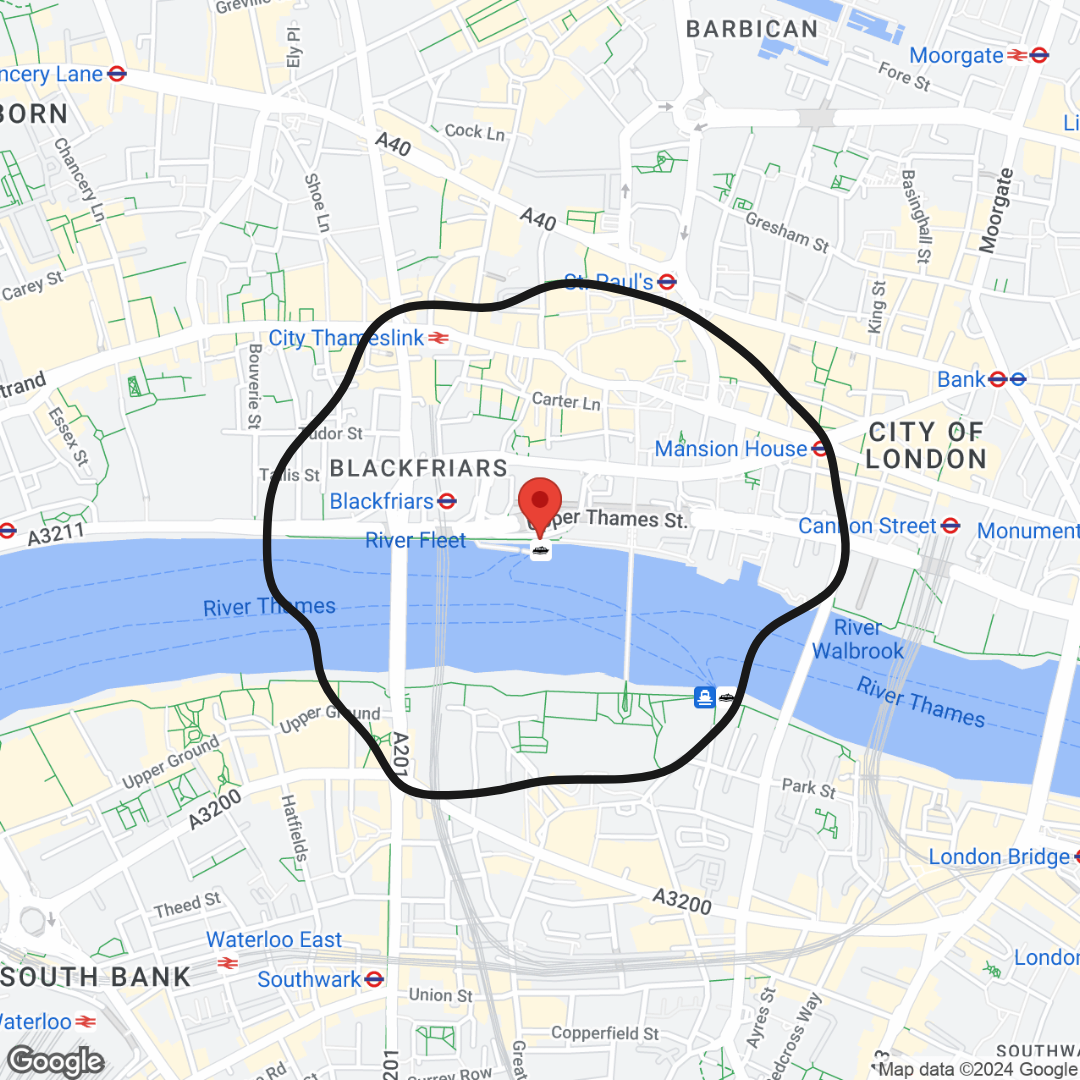 Greville
Ely Pl
BARBICAN
Moorgate
Fore St
ncery Lane
BORN
Cock Ln
A40
Chancery Ln
Shoe Ln
Basinghall St
Moorgate
A40
Gresham St
Carey St
St. Paul's
King St
City Thameslink
Bouverie St
Bank
trand
Carter Ln
Essex St
Tudor St
CITY OF
LONDON
Mansion House
BLACKFRIARS
Tallis St
Blackfriars
Upper Thames St.
Cannon Street
Monument
A3211
River Fleet
River Thames
River
Walbrook
River Thames
Upper Ground
Upper Ground
A201
Park St
A3200
Hatfields
London Bridge
Theed St
A3200
Waterloo East
SOUTH BANK
Southwark
London
Union St
Ayres St
Redcross Way
Waterloo
Copperfield St
Great
SOUTHWA
Google
201
Surrey Row
Map data ©2024 Google